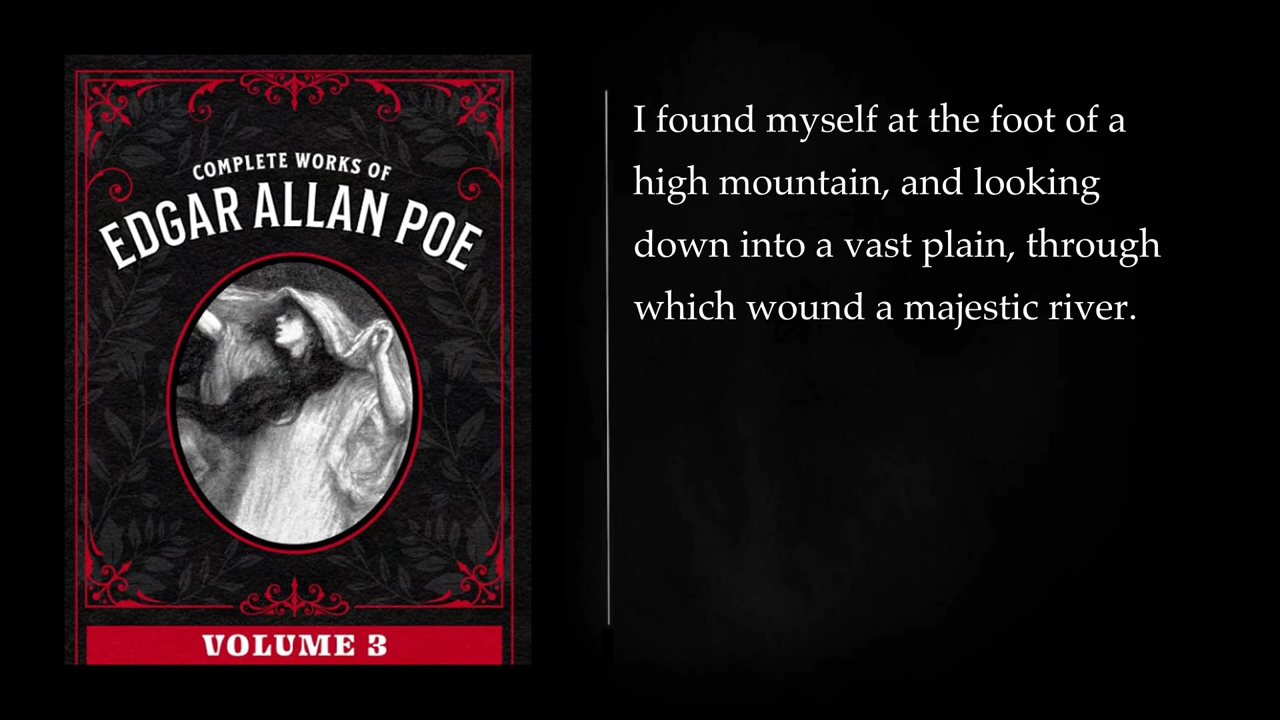 COMPLETE WORKS OF
EDGAR ALLAN POE
VOLUME 3
I found myself at the foot of a
high mountain, and looking
down into a vast plain, through
which wound a majestic river.